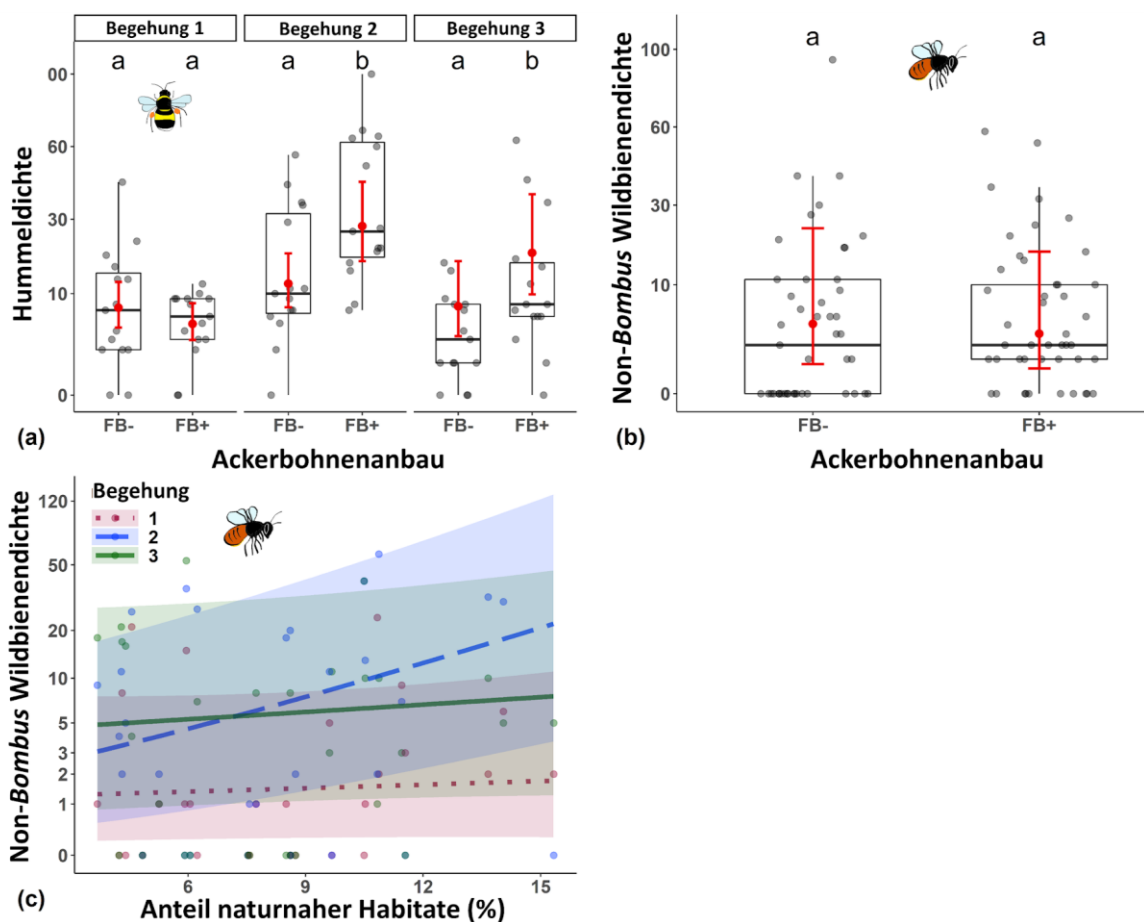 Begehung 1 Begehung 2 Begehung 3
a a a b a b
Hummeldichte
00
60
30
10
0
FB- FB+ FB- FB+ FB- FB+
(a)
Ackerbohnenanbau
a a
Non-Bombus Wildbienendichte
100
60
30
10
0
FB- FB+
(b)
Ackerbohnenanbau
Begehung
1
2
3
Non-Bombus Wildbienendichte
120
50
20
10
5
3
2
1
0
6 9 12 15
(c)
Anteil naturnaher Habitate (%)